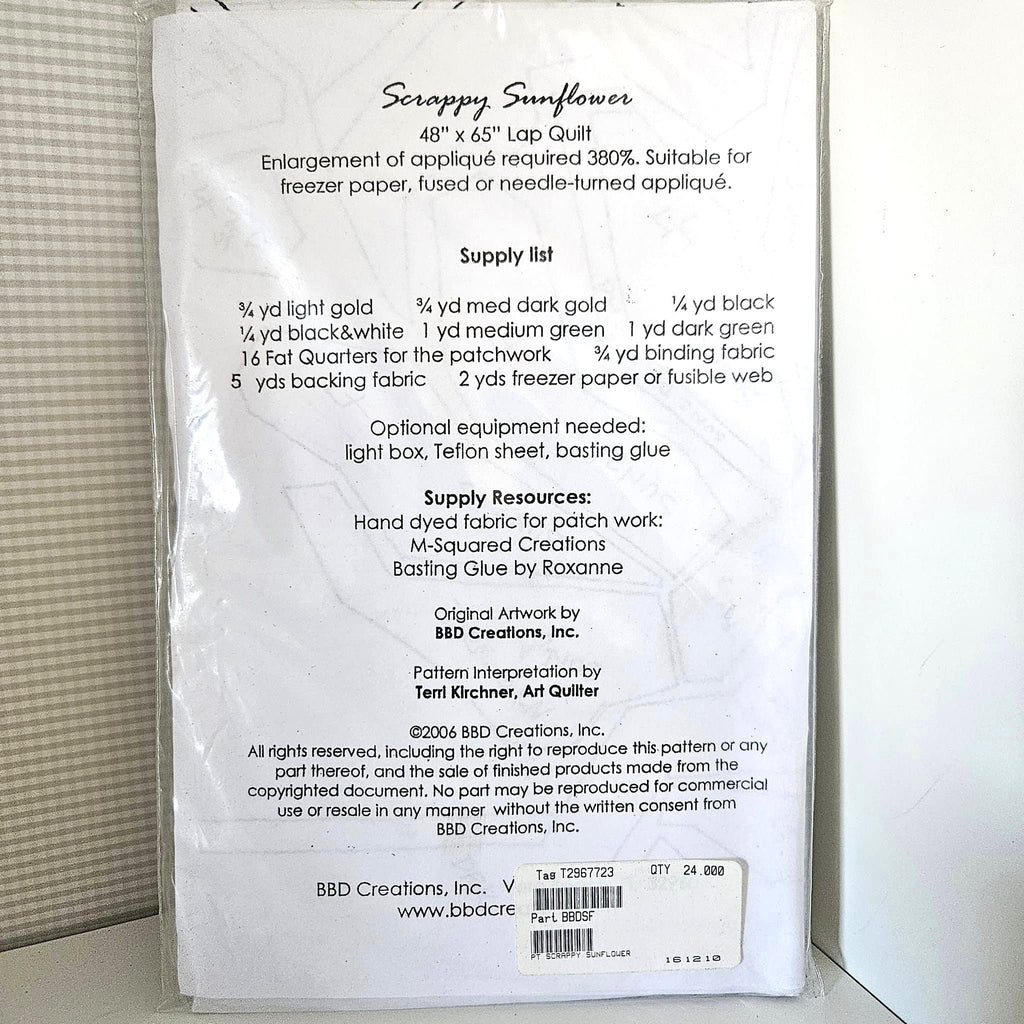 Scrappy Sunflower
48" x 65" Lap Quilt
Enlargement of appliqué required 380%. Suitable for
freezer paper, fused or needle-turned appliqué.
Supply list
¾ yd light gold ¾ yd med dark gold ¼ yd black
¼ yd black&white 1 yd medium green 1 yd dark green
16 Fat Quarters for the patchwork ¾ yd binding fabric
5 yds backing fabric 2 yds freezer paper or fusible web
Optional equipment needed:
light box, Teflon sheet, basting glue
Supply Resources:
Hand dyed fabric for patch work:
M-Squared Creations
Basting Glue by Roxanne
Original Artwork by
BBD Creations, Inc.
Pattern Interpretation by
Terri Kirchner, Art Quilter
©2006 BBD Creations, Inc.
All rights reserved, including the right to reproduce this pattern or any
part thereof, and the sale of finished products made from the
copyrighted document. No part may be reproduced for commercial
use or resale in any manner without the written consent from
BBD Creations, Inc.
BBD Creations, Inc.
www.bbdcre
Tag T2967723 QTY 24.000
Part BBDSF
PT SCRAPPY SUNFLOWER 161210